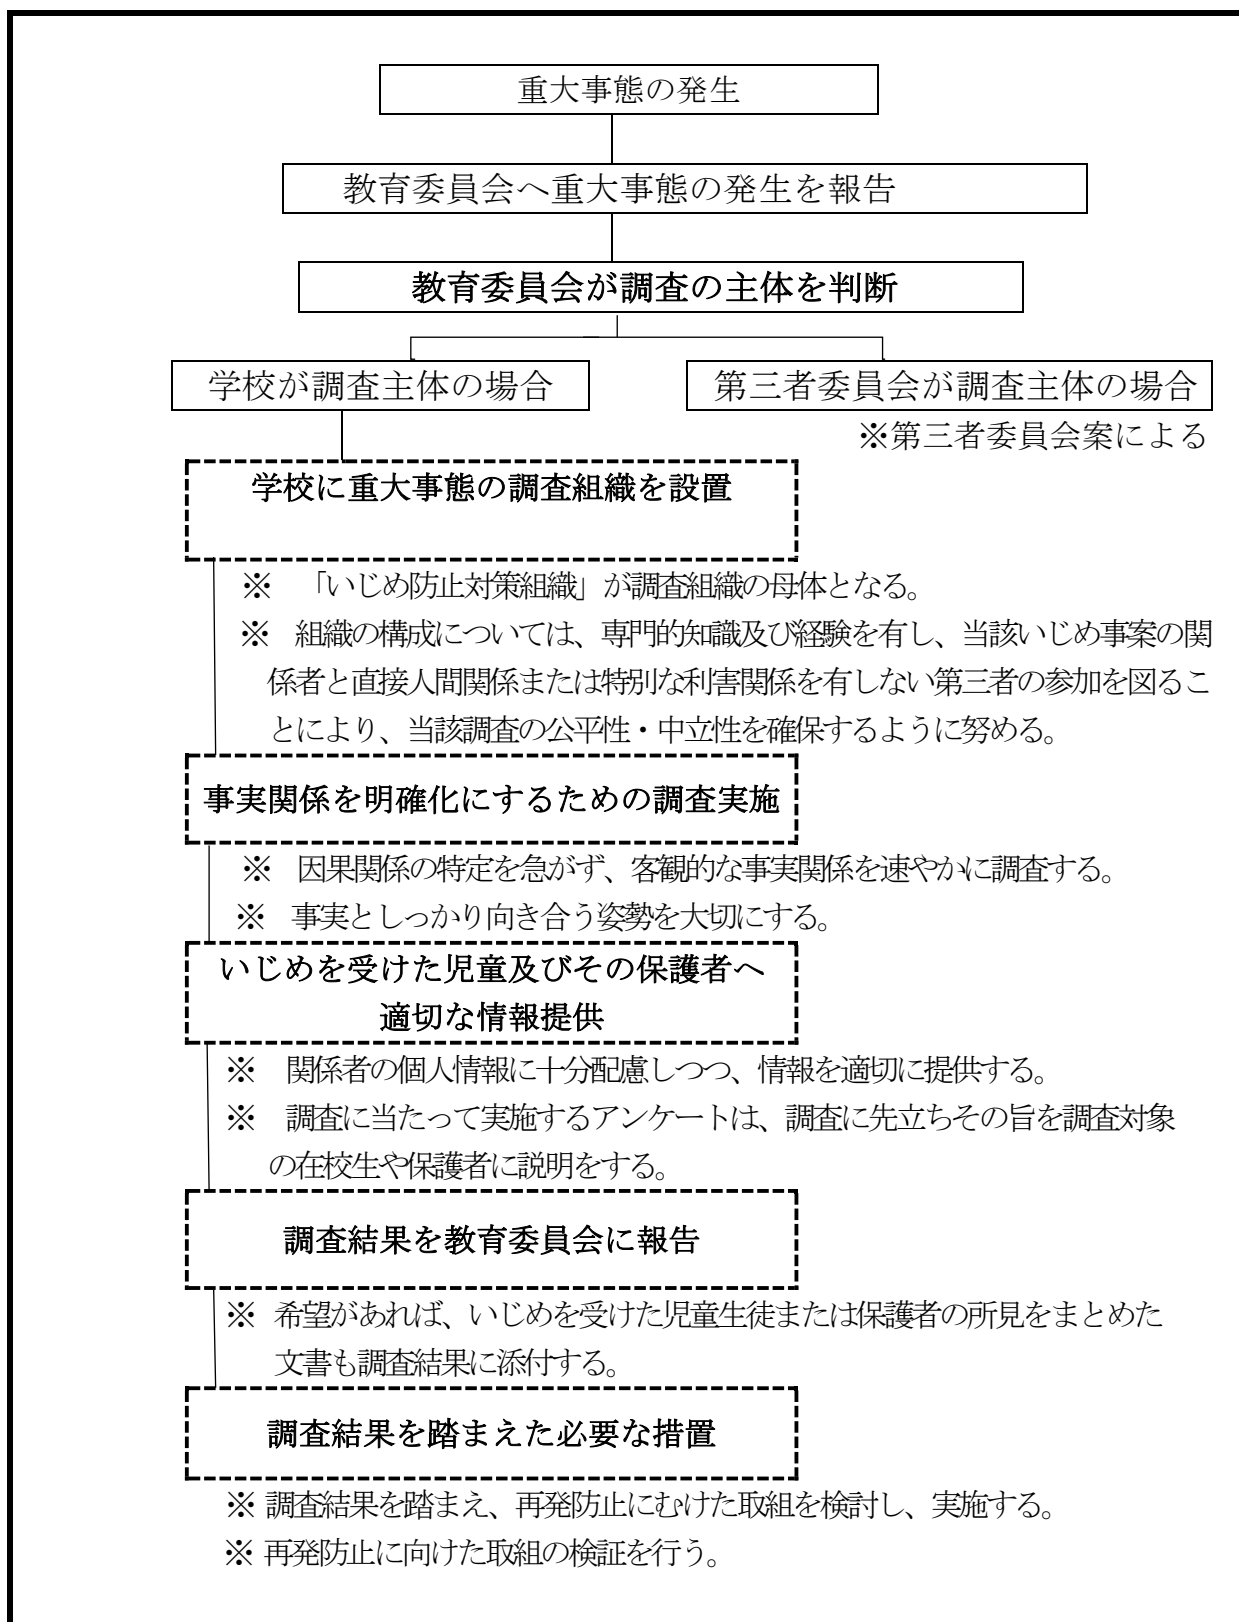 重大事態の発生
教育委員会へ重大事態の発生を報告
教育委員会が調査の主体を判断
学校が調査主体の場合
第三者委員会が調査主体の場合
※第三者委員会案による
学校に重大事態の調査組織を設置
※　「いじめ防止対策組織」が調査組織の母体となる。
※　組織の構成については、専門的知識及び経験を有し、当該いじめ事案の関
係者と直接人間関係または特別な利害関係を有しない第三者の参加を図るこ
とにより、当該調査の公平性・中立性を確保するように努める。
事実関係を明確化にするための調査実施
※　因果関係の特定を急がず、客観的な事実関係を速やかに調査する。
※　事実としっかり向き合う姿勢を大切にする。
いじめを受けた児童及びその保護者へ
適切な情報提供
※　関係者の個人情報に十分配慮しつつ、情報を適切に提供する。
※　調査に当たって実施するアンケートは、調査に先立ちその旨を調査対象
の在校生や保護者に説明をする。
調査結果を教育委員会に報告
※ 希望があれば、いじめを受けた児童生徒または保護者の所見をまとめた
文書も調査結果に添付する。
調査結果を踏まえた必要な措置
※ 調査結果を踏まえ、再発防止にむけた取組を検討し、実施する。
※ 再発防止に向けた取組の検証を行う。